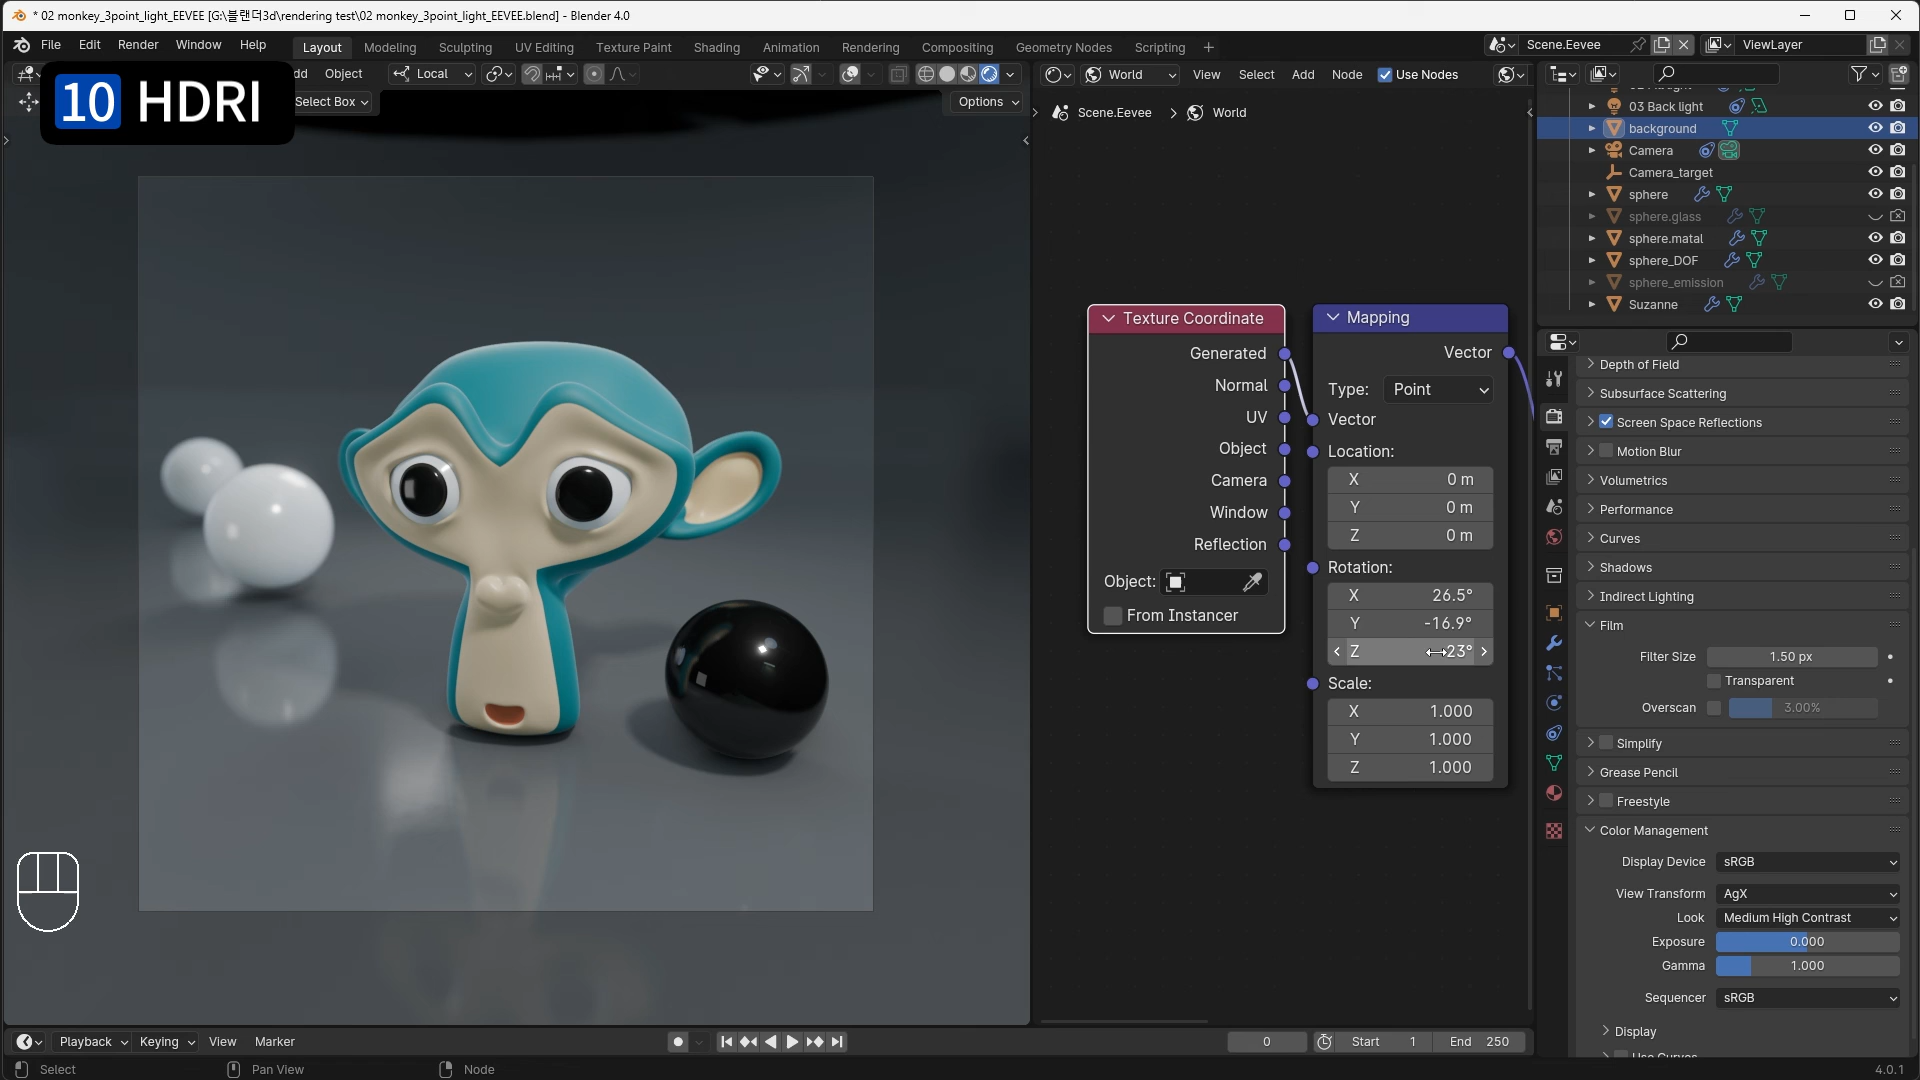 * 02 monkey_3point_light_EEVEE [G:\블랜더3d\rendering test\02 monkey_3point_light_EEVEE.blend] - Blender 4.0
File Edit Render Window Help Layout Modeling Sculpting UV Editing Texture Paint Shading Animation Rendering Compositing Geometry Nodes Scripting + Scene.Eevee ViewLayer
dd Object Local Options
10 HDRI
Select Box
World View Select Add Node Use Nodes
Scene.Eevee > World
03 Back light
background
Camera
Camera_target
sphere
sphere.glass
sphere.matal
sphere_DOF
sphere_emission
Suzanne
Texture Coordinate
Generated
Normal
UV
Object
Camera
Window
Reflection
Object:
From Instancer
Mapping
Vector
Type: Point
Vector
Location:
X 0 m
Y 0 m
Z 0 m
Rotation:
X 26.5°
Y -16.9°
Z 23°
Scale:
X 1.000
Y 1.000
Z 1.000
Depth of Field
Subsurface Scattering
Screen Space Reflections
Motion Blur
Volumetrics
Performance
Curves
Shadows
Indirect Lighting
Film
Filter Size 1.50 px
Transparent
Overscan 3.00%
Simplify
Grease Pencil
Freestyle
Color Management
Display Device sRGB
View Transform AgX
Look Medium High Contrast
Exposure 0.000
Gamma 1.000
Sequencer sRGB
Display
Playback Keying View Marker 0 Start 1 End 250
Select Pan View Node 4.0.1